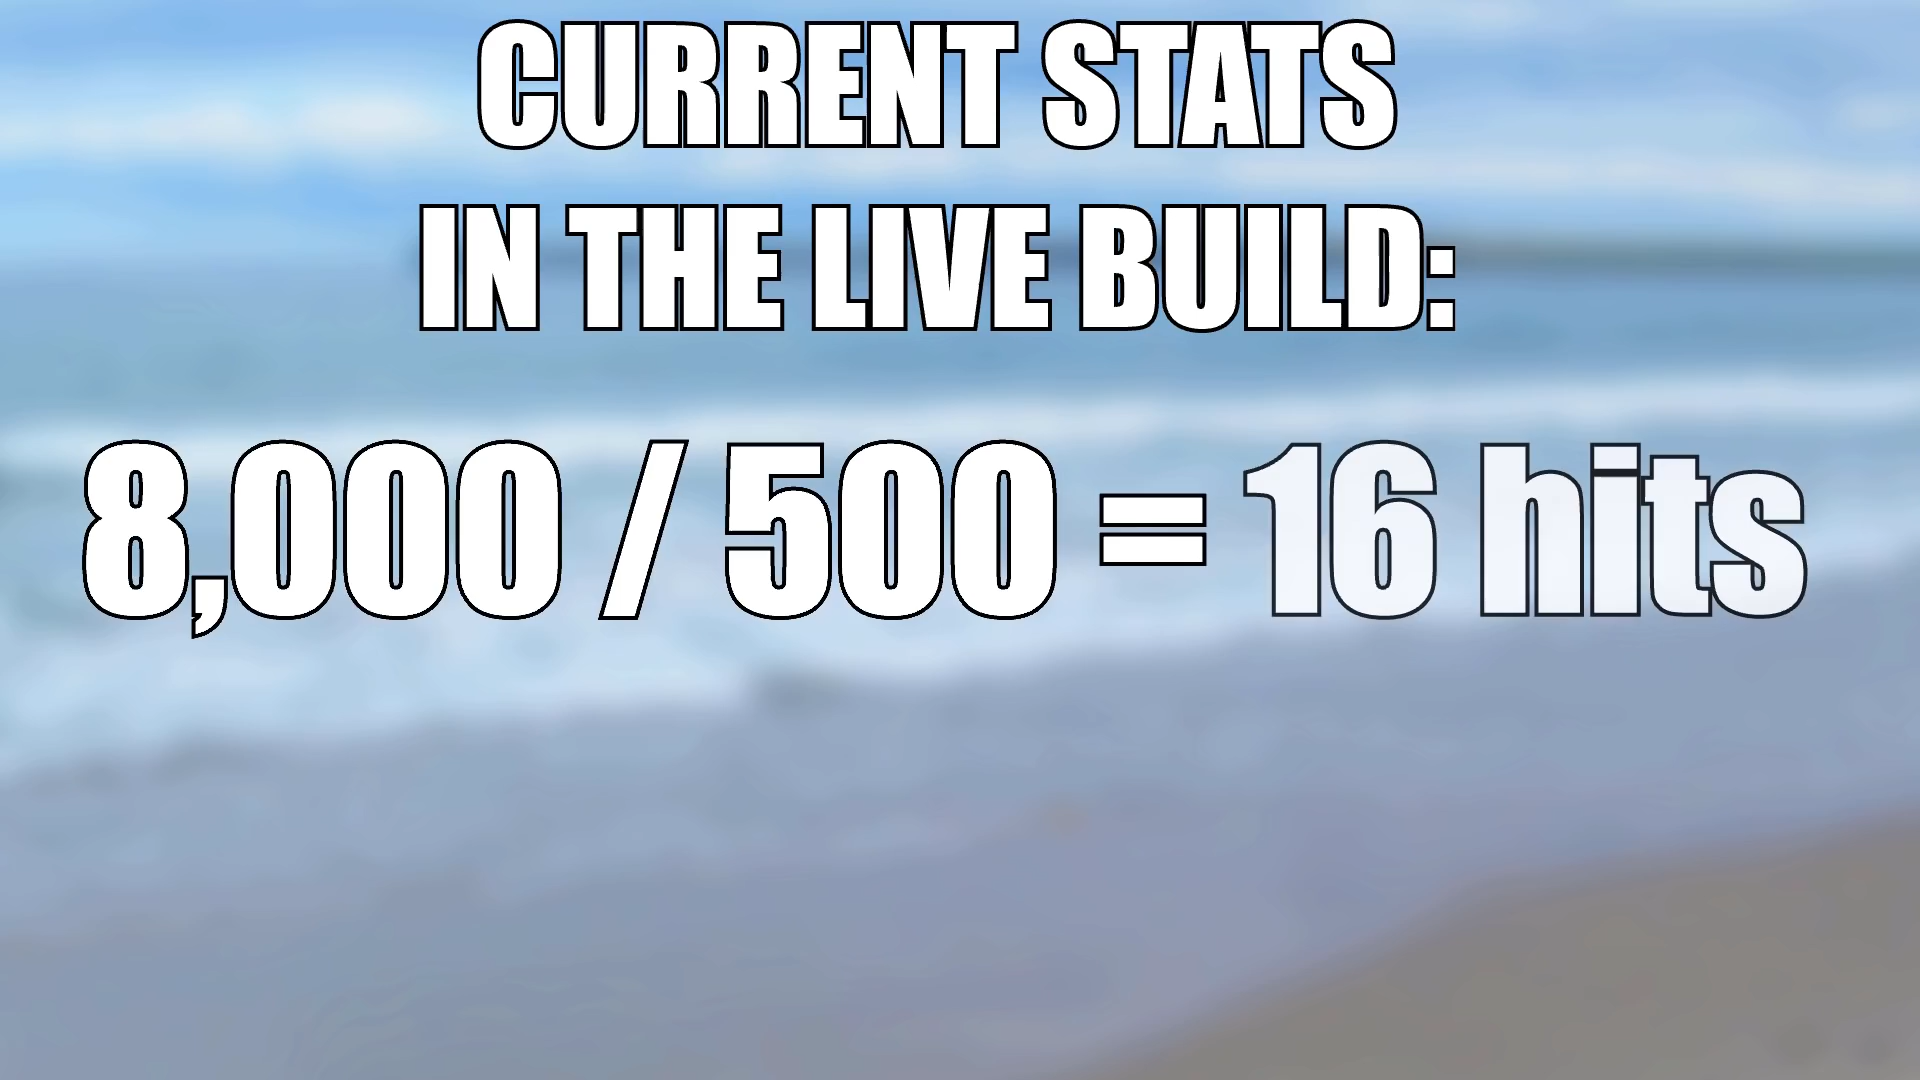 CURRENT STATS
IN THE LIVE BUILD:
8,000 / 500 = 16 hits